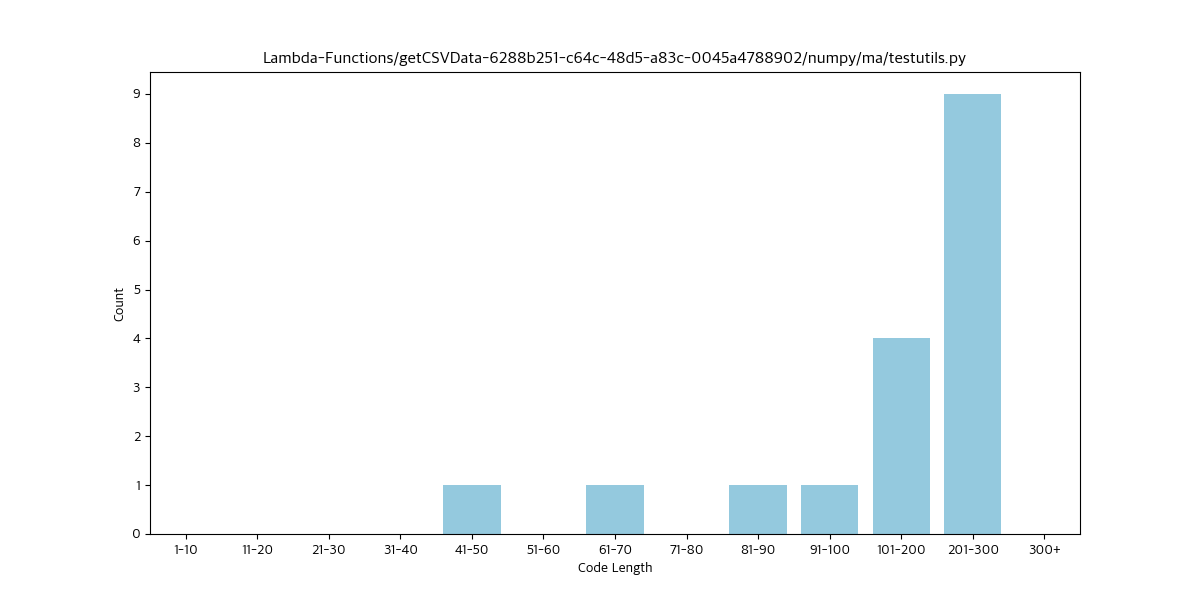 Lambda-Functions/getCSVData-6288b251-c64c-48d5-a83c-0045a4788902/numpy/ma/testutils.py
9
8
7
6
5
4
3
2
1
0
Count
1-10 11-20 21-30 31-40 41-50 51-60 61-70 71-80 81-90 91-100 101-200 201-300 300+
Code Length